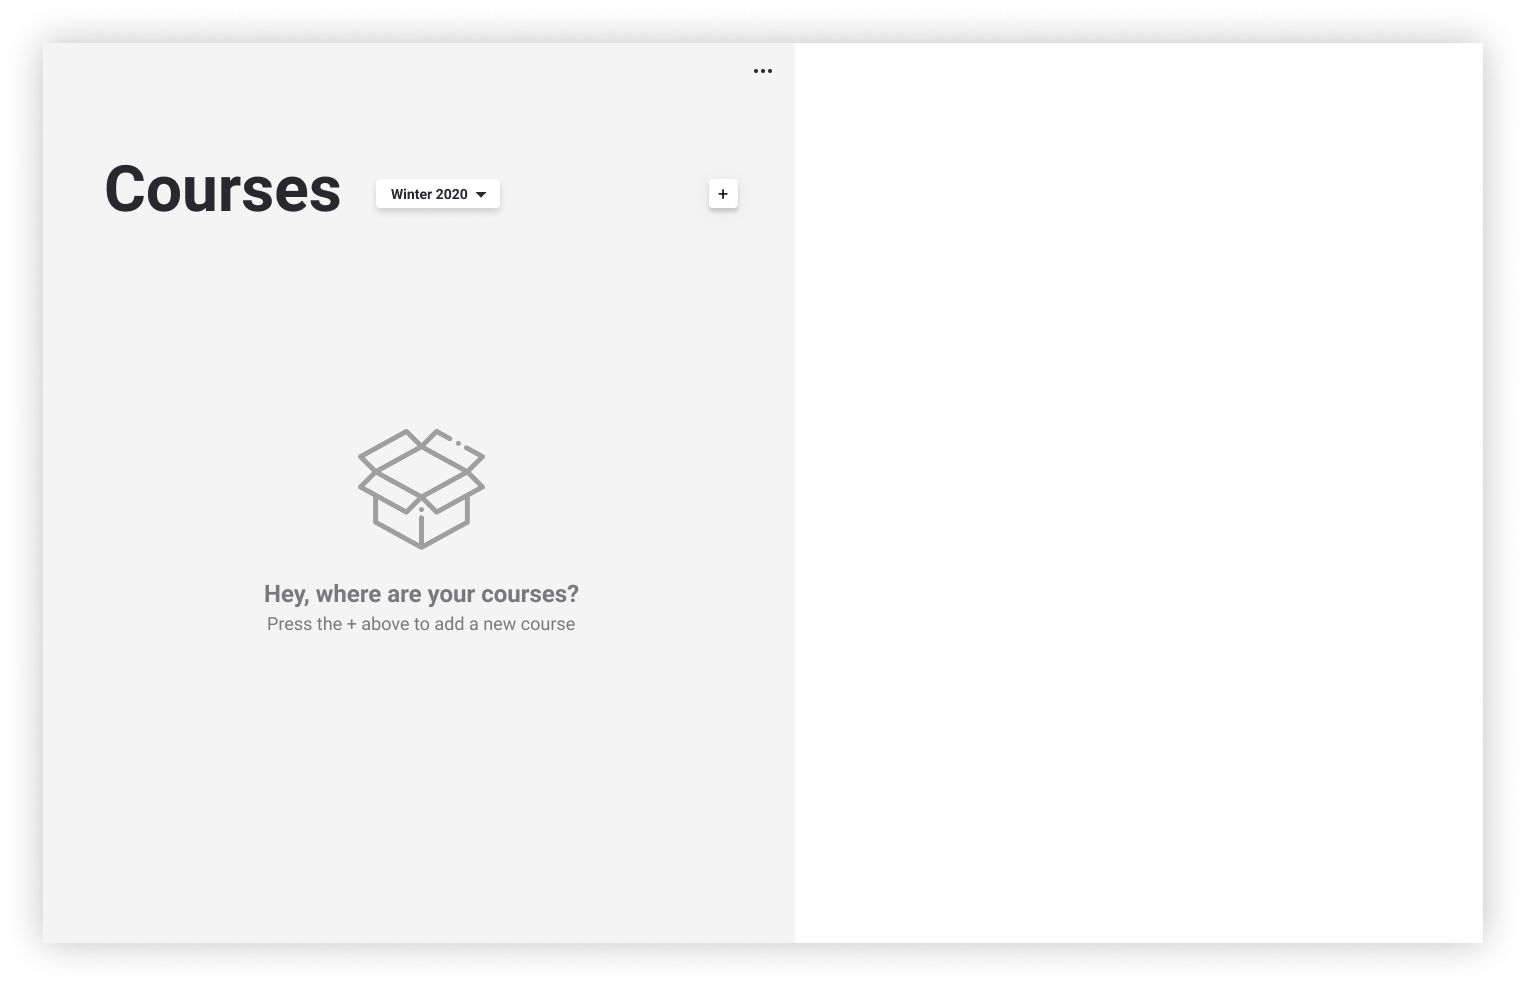 Courses
Winter 2020
+
Hey, where are your courses?
Press the + above to add a new course